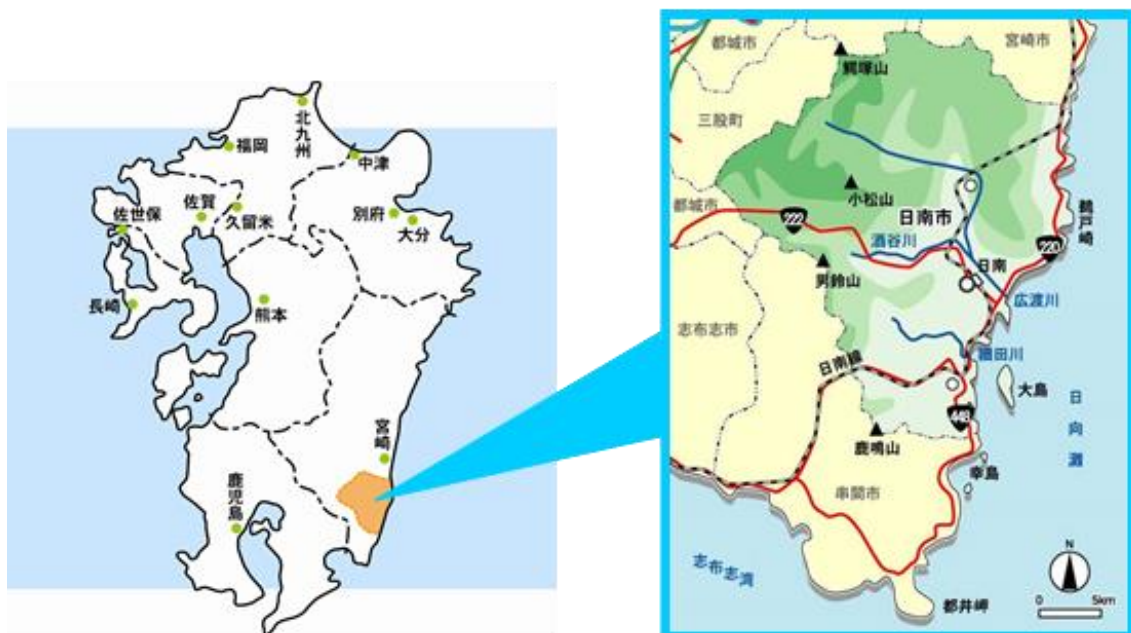 北九州
福岡
中津
佐世保
佐賀
久留米
別府
大分
長崎
熊本
宮崎
鹿児島
都城市
宮崎市
鰐塚山
三股町
小松山
都城市
222
酒谷川
日南市
鵜戸崎
220
日南
男鈴山
広渡川
志布志市
細田川
日南線
大島
日向灘
448
鹿鳴山
幸島
串間市
志布志湾
都井岬
N
0 5km